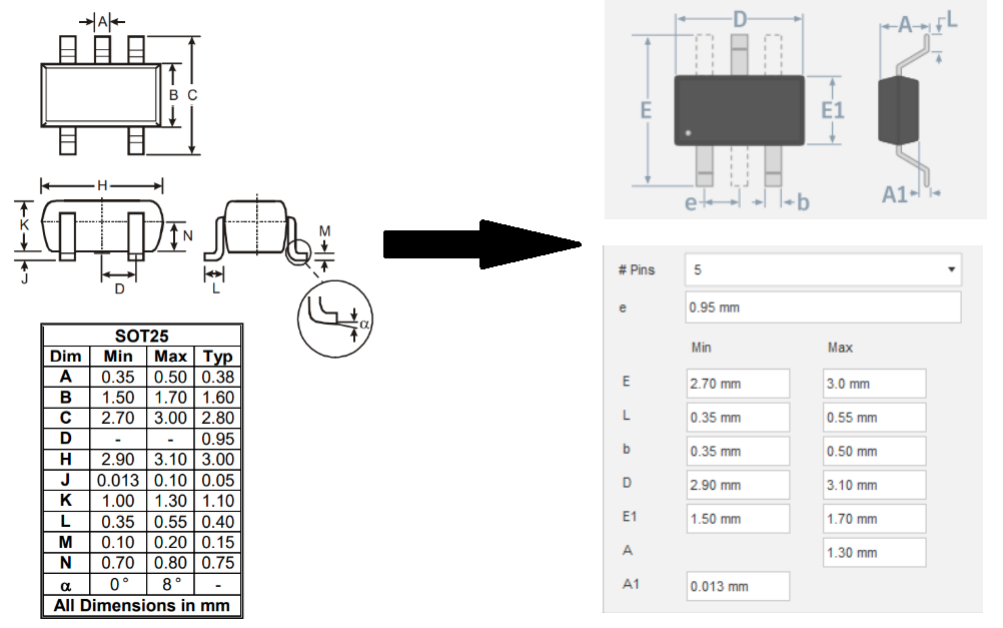 A
B
C
H
K
N
J
D
L
M
α
SOT25
Dim Min Max Typ
A 0.35 0.50 0.38
B 1.50 1.70 1.60
C 2.70 3.00 2.80
D - - 0.95
H 2.90 3.10 3.00
J 0.013 0.10 0.05
K 1.00 1.30 1.10
L 0.35 0.55 0.40
M 0.10 0.20 0.15
N 0.70 0.80 0.75
α 0° 8° -
All Dimensions in mm
D
A
L
E
E1
e
b
A1
# Pins 5
e 0.95 mm
Min Max
E 2.70 mm 3.0 mm
L 0.35 mm 0.55 mm
b 0.35 mm 0.50 mm
D 2.90 mm 3.10 mm
E1 1.50 mm 1.70 mm
A 1.30 mm
A1 0.013 mm